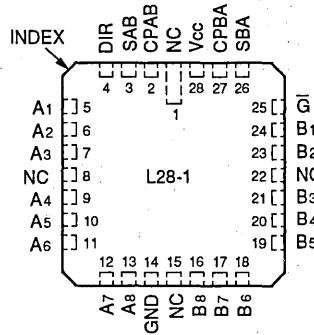 INDEX
DIR SAB CPAB NC Vcc CPBA SBA
4 3 2 28 27 26
1
A1 5 25 G̅
A2 6 24 B1
A3 7 23 B2
NC 8 L28-1 22 NC
A4 9 21 B3
A5 10 20 B4
A6 11 19 B5
12 13 14 15 16 17 18
A7 A8 GND NC B8 B7 B6